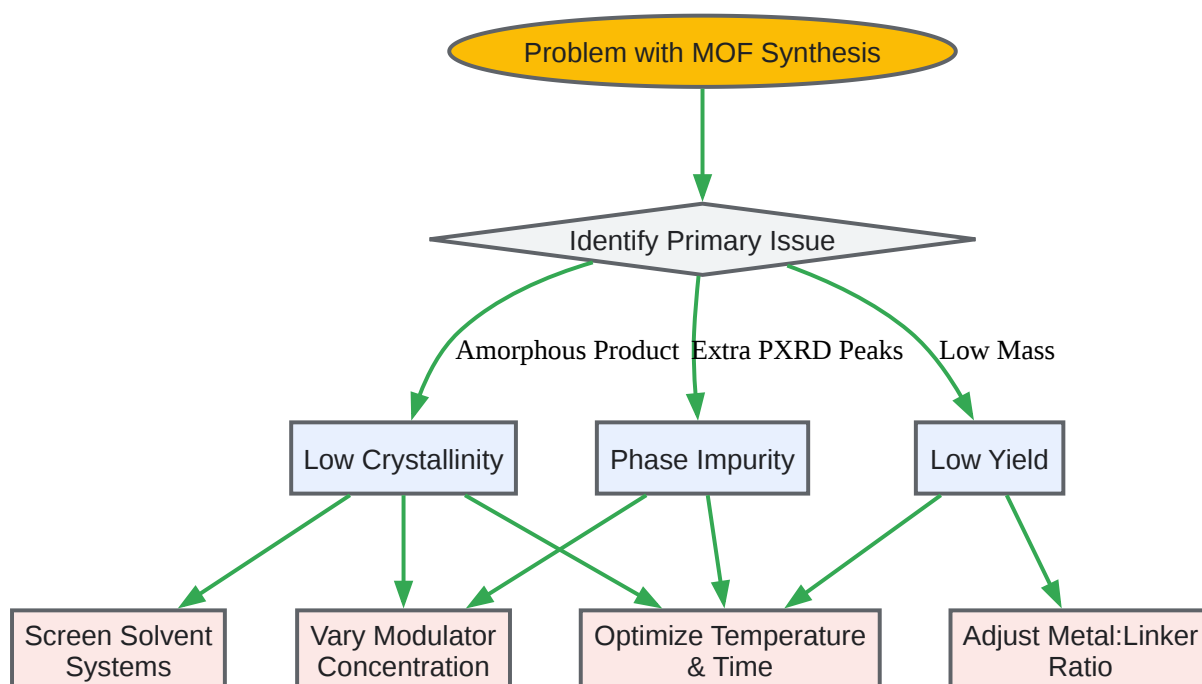 Problem with MOF Synthesis
Identify Primary Issue
Amorphous Product
Extra PXRD Peaks
Low Mass
Low Crystallinity
Phase Impurity
Low Yield
Screen Solvent
Systems
Vary Modulator
Concentration
Optimize Temperature
& Time
Adjust Metal:Linker
Ratio